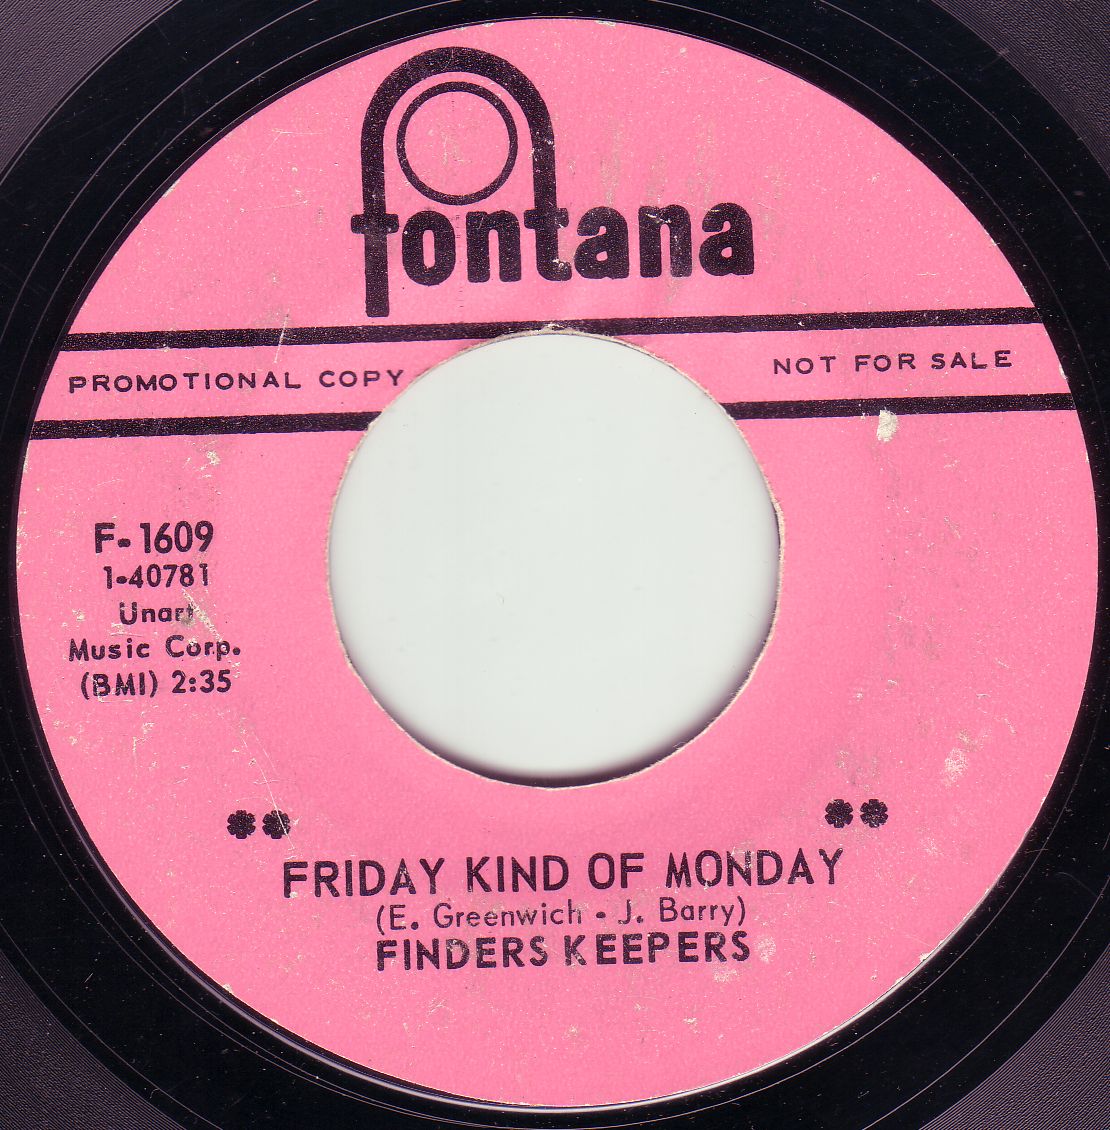 fontana
PROMOTIONAL COPY NOT FOR SALE
F-1609
1-40781
Unart
Music Corp.
(BMI) 2:35
FRIDAY KIND OF MONDAY
(E. Greenwich - J. Barry)
FINDERS KEEPERS